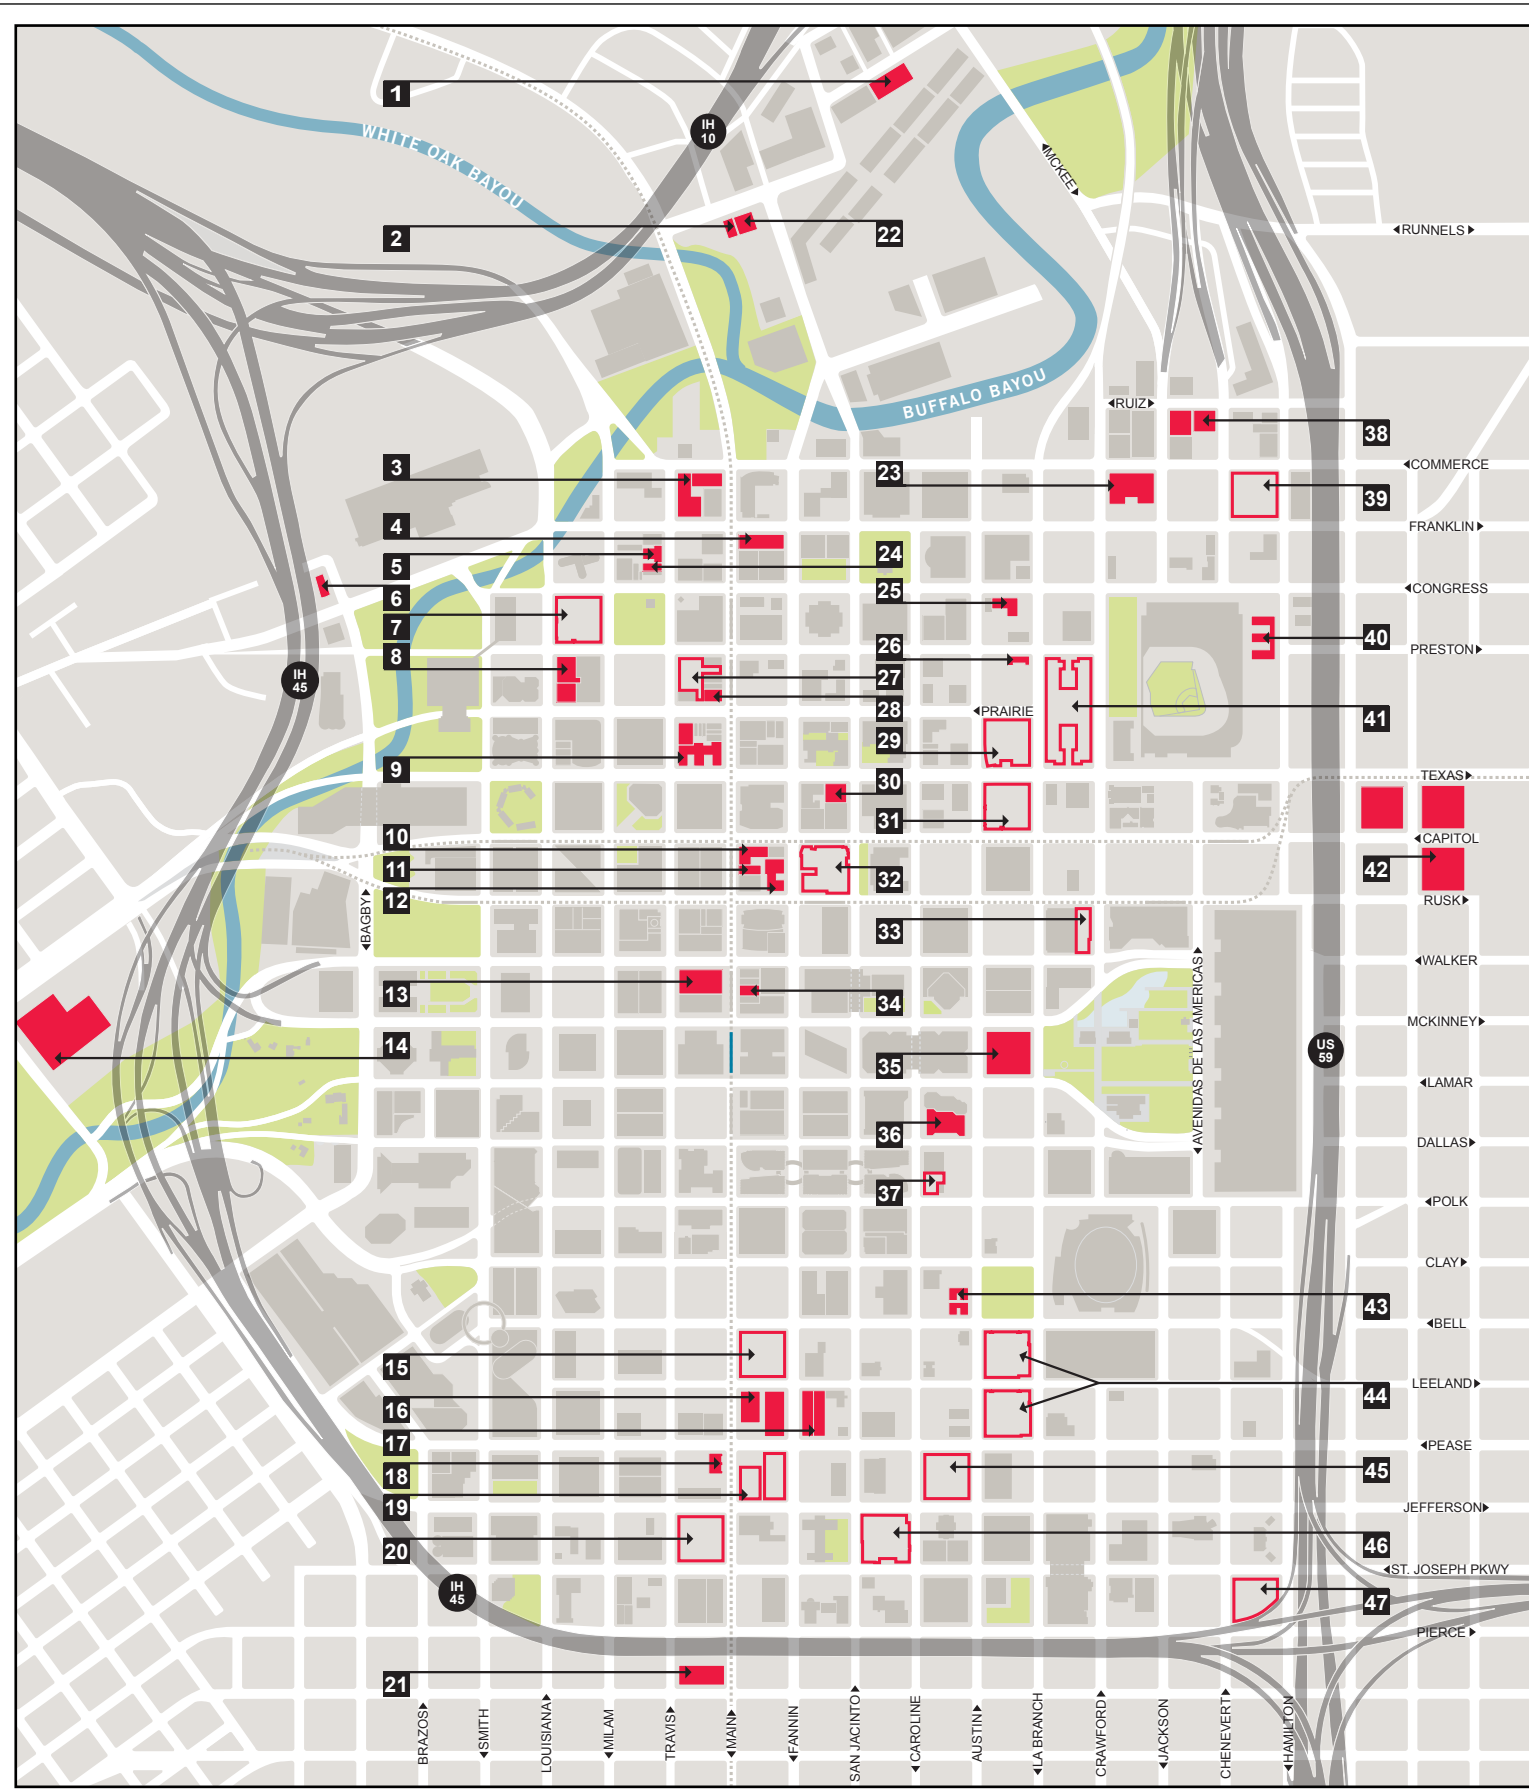 1
IH
10
WHITE OAK BAYOU
MCKEE
2
22
RUNNELS
BUFFALO BAYOU
RUIZ
38
3
23
COMMERCE
39
4
FRANKLIN
5
24
6
25
CONGRESS
7
26
40
PRESTON
8
27
IH
45
28
PRAIRIE
41
29
9
TEXAS
30
31
10
CAPITOL
11
32
42
12
RUSK
BAGBY
33
AVENIDAS DE LAS AMERICAS
WALKER
13
34
MCKINNEY
14
35
US
59
LAMAR
36
DALLAS
37
POLK
CLAY
43
BELL
15
LEELAND
44
16
17
PEASE
18
45
19
JEFFERSON
20
46
ST. JOSEPH PKWY
IH
45
47
PIERCE
21
BRAZOS
SMITH
LOUISIANA
MILAM
TRAVIS
MAIN
FANNIN
SAN JACINTO
CAROLINE
AUSTIN
LA BRANCH
CRAWFORD
JACKSON
CHENEVERT
HAMILTON